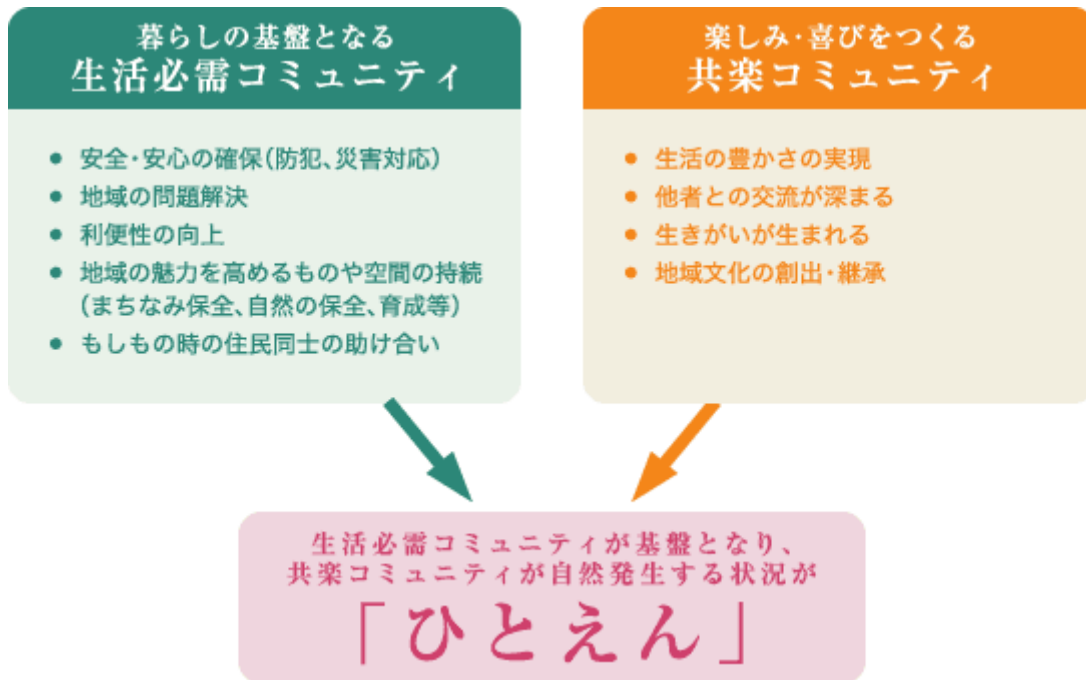 暮らしの基盤となる
生活必需コミュニティ
● 安全・安心の確保(防犯、災害対応)
● 地域の問題解決
● 利便性の向上
● 地域の魅力を高めるものや空間の持続
(まちなみ保全、自然の保全、育成等)
● もしもの時の住民同士の助け合い
楽しみ・喜びをつくる
共楽コミュニティ
● 生活の豊かさの実現
● 他者との交流が深まる
● 生きがいが生まれる
● 地域文化の創出・継承
生活必需コミュニティが基盤となり、
共楽コミュニティが自然発生する状況が
「ひとえん」